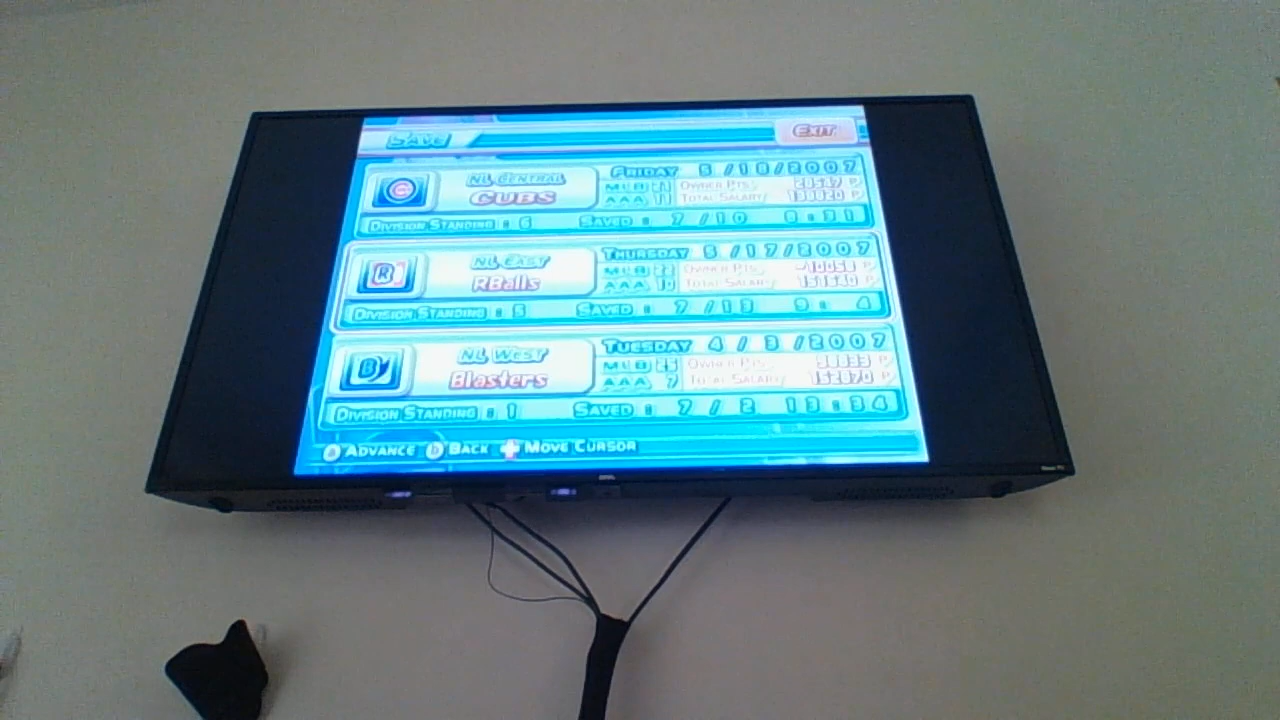 Save
Exit
NL Central
Cubs
Friday 5/18/2007
MLB
AAA 11
Owner Pts.
Total Salary
Division Standing : 6
Saved : 7/10
NL East
RBalls
Thursday 5/17/2007
MLB
AAA
Owner Pts.
Total Salary
Division Standing : 5
Saved : 7/13 9: 4
NL West
Blasters
Tuesday 4/3/2007
MLB
AAA 7
Owner Pts.
Total Salary
Division Standing : 1
Saved : 7/2
A Advance B Back Move Cursor